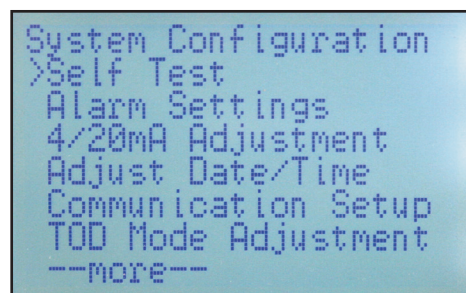 System Configuration
>Self Test
Alarm Settings
4/20mA Adjustment
Adjust Date/Time
Communication Setup
TOD Mode Adjustment
--more--